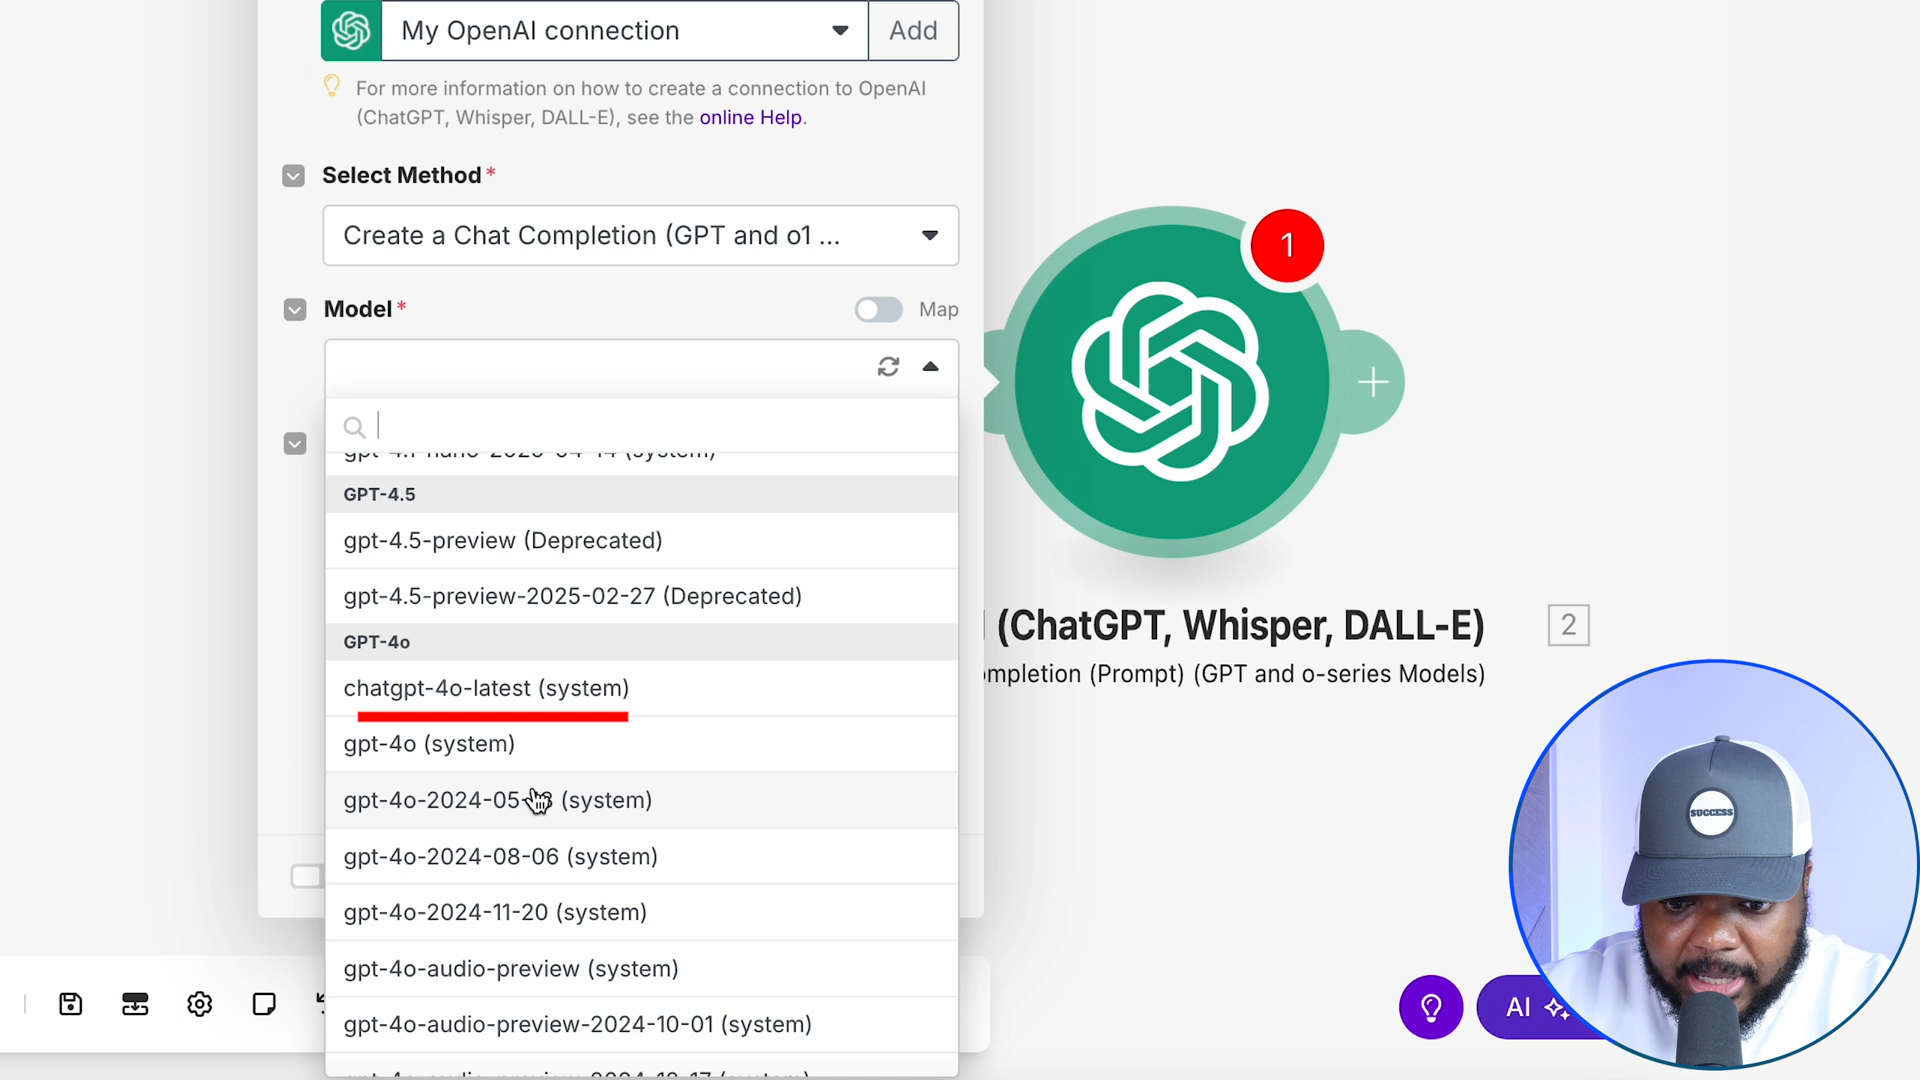 My OpenAI connection
Add
For more information on how to create a connection to OpenAI
(ChatGPT, Whisper, DALL-E), see the online Help.
Select Method *
Create a Chat Completion (GPT and o1 ...
Model *
Map
1
GPT-4.5
gpt-4.5-preview (Deprecated)
gpt-4.5-preview-2025-02-27 (Deprecated)
GPT-4o
chatgpt-4o-latest (system)
gpt-4o (system)
gpt-4o-2024-05- (system)
gpt-4o-2024-08-06 (system)
gpt-4o-2024-11-20 (system)
gpt-4o-audio-preview (system)
gpt-4o-audio-preview-2024-10-01 (system)
(ChatGPT, Whisper, DALL-E)
2
mpletion (Prompt) (GPT and o-series Models)
SUCCESS
AI